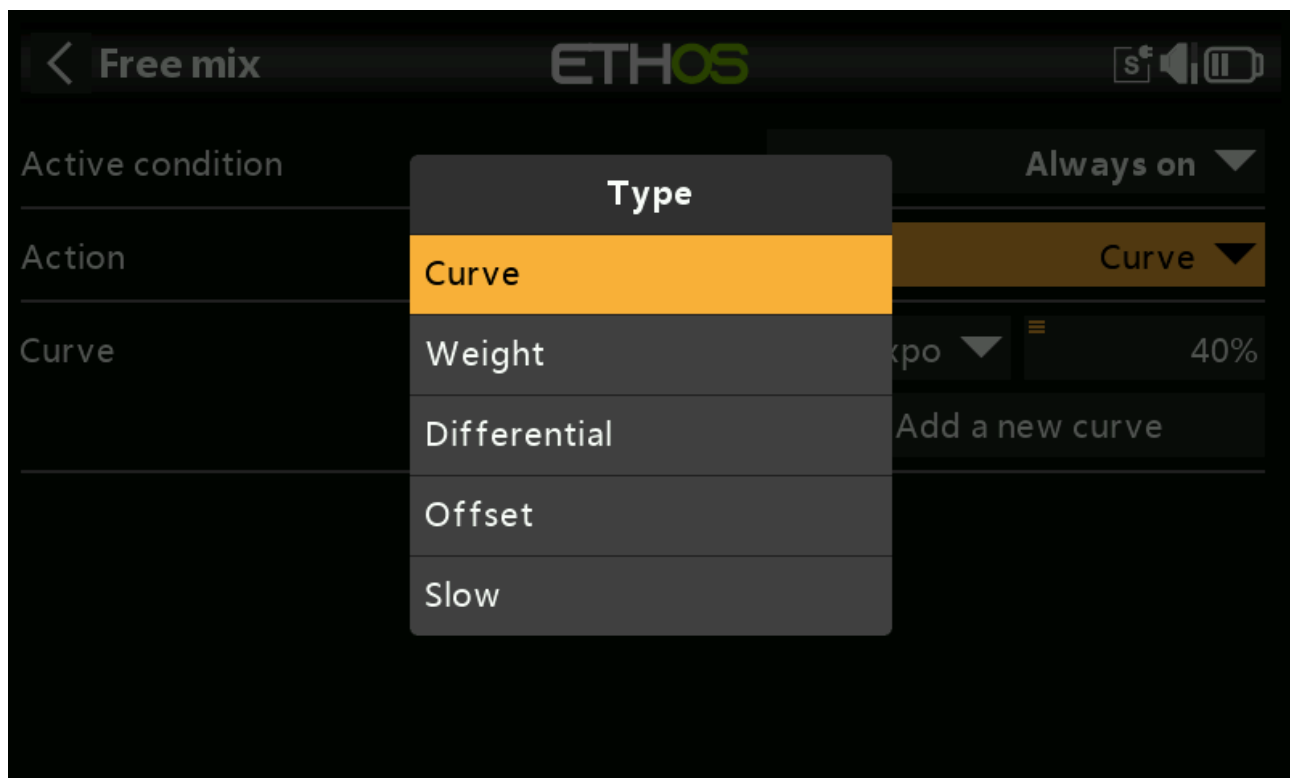 Free mix
ETHOS
S
Active condition
Always on
Type
Action
Curve
Curve
Weight
Curve
xpo
40%
Differential
Add a new curve
Offset
Slow